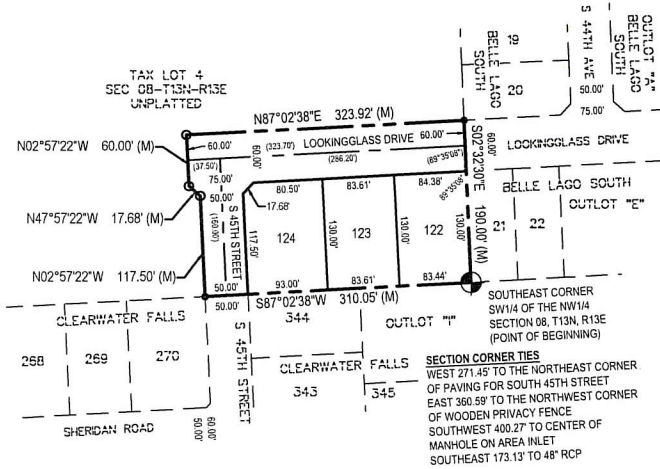 19
BELLE LAGO
SOUTH
20
S 44TH AVE
50.00'
75.00'
OUTLOT "A"
BELLE LAGO
SOUTH
TAX LOT 4
SEC 08-T13N-R13E
UNPLATTED
N87°02'38"E 323.92' (M)
N02°57'22"W 60.00' (M)
60.00'
(323.70')
LOOKINGGLASS DRIVE
60.00'
60.00'
(37.50')
(286.20')
(89°35'08")
S02°32'30"E 190.00' (M)
60.00'
LOOKINGGLASS DRIVE
75.00'
50.00'
80.50'
83.61'
84.38'
89°35'08"
BELLE LAGO SOUTH
OUTLOT "E"
N47°57'22"W 17.68' (M)
17.68'
(160.00')
S 45TH STREET
117.50'
130.00'
130.00'
130.00'
124
123
122
21
22
N02°57'22"W 117.50' (M)
50.00'
93.00'
83.61'
83.44'
50.00'
S87°02'38"W 310.05' (M)
SOUTHEAST CORNER
SW1/4 OF THE NW1/4
SECTION 08, T13N, R13E
(POINT OF BEGINNING)
CLEARWATER FALLS
344
OUTLOT "I"
268
269
270
S 45TH STREET
CLEARWATER FALLS
343
345
SHERIDAN ROAD
60.00'
50.00'
SECTION CORNER TIES
WEST 271.45' TO THE NORTHEAST CORNER
OF PAVING FOR SOUTH 45TH STREET
EAST 360.59' TO THE NORTHWEST CORNER
OF WOODEN PRIVACY FENCE
SOUTHWEST 400.27' TO CENTER OF
MANHOLE ON AREA INLET
SOUTHEAST 173.13' TO 48" RCP